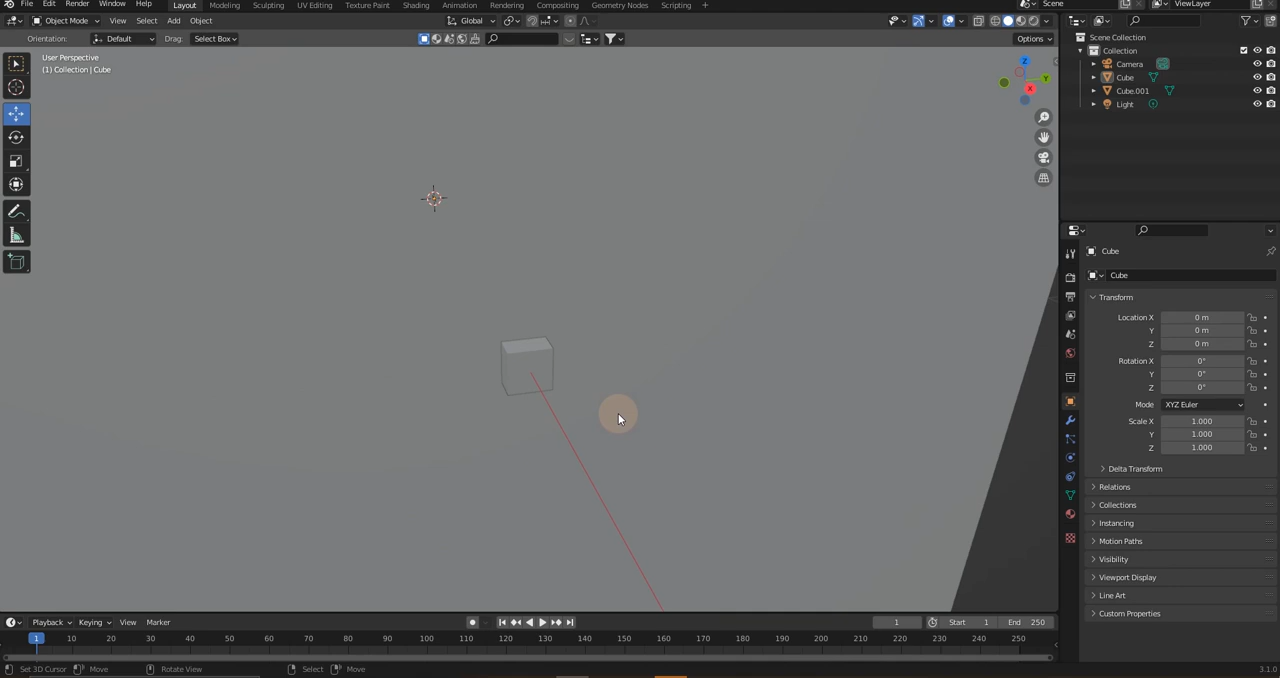 File Edit Render Window Help Layout Modeling Sculpting UV Editing Texture Paint Shading Animation Rendering Compositing Geometry Nodes Scripting Scene ViewLayer
Object Mode View Select Add Object Global
Orientation: Default Drag: Select Box Options
User Perspective
(1) Collection | Cube
Z
Y
X
Scene Collection
Collection
Camera
Cube
Cube.001
Light
Cube
Cube
Transform
Location X 0 m
Y 0 m
Z 0 m
Rotation X 0°
Y 0°
Z 0°
Mode XYZ Euler
Scale X 1.000
Y 1.000
Z 1.000
Delta Transform
Relations
Collections
Instancing
Motion Paths
Visibility
Viewport Display
Line Art
Custom Properties
Playback Keying View Marker 1 Start 1 End 250
1 10 20 30 40 50 60 70 80 90 100 110 120 130 140 150 160 170 180 190 200 210 220 230 240 250
Set 3D Cursor Move Rotate View Select Move 3.1.0